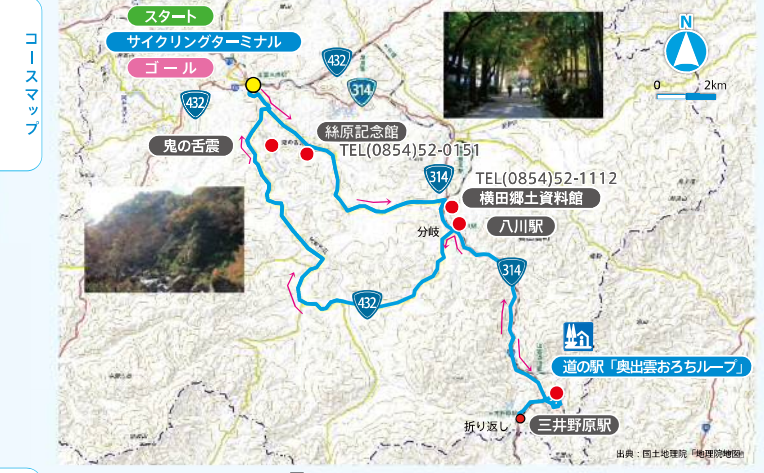 コースマップ
スタート
サイクリングターミナル
ゴール
N
0 2km
432
314
432
絲原記念館
TEL(0854)52-0151
鬼の舌震
314
TEL(0854)52-1112
横田郷土資料館
八川駅
分岐
314
432
道の駅「奥出雲おろちループ」
折り返し
三井野原駅
出典：国土地理院「地理院地図」